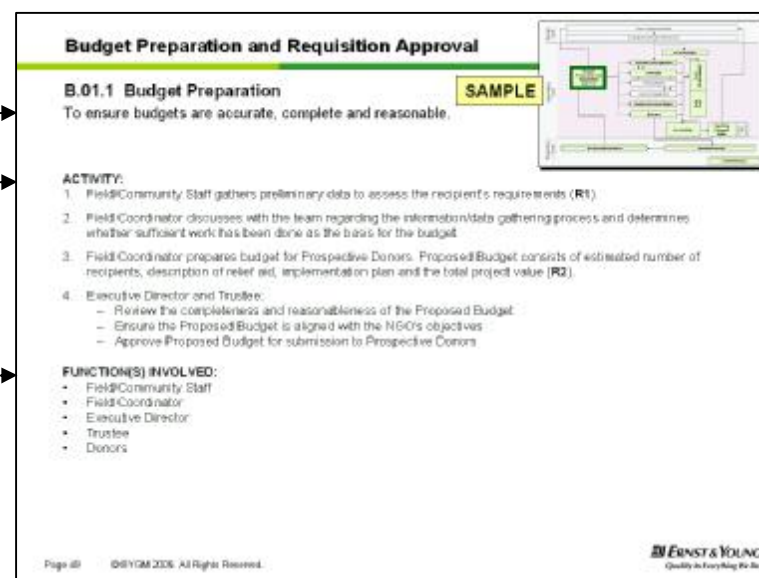 Budget Preparation and Requisition Approval
B.01.1 Budget Preparation
SAMPLE
To ensure budgets are accurate, complete and reasonable.
ACTIVITY:
1. Field/Community Staff gathers preliminary data to assess the recipient's requirements (R1).
2. Field Coordinator discusses with the team regarding the information/data gathering process and determines
whether sufficient work has been done as the basis for the budget
3. Field Coordinator prepares budget for Prospective Donors. Proposed Budget consists of estimated number of
recipients, description of relief aid, implementation plan and the total project value (R2).
4. Executive Director and Trustee:
– Review the completeness and reasonableness of the Proposed Budget
– Ensure the Proposed Budget is aligned with the NGO's objectives
– Approve Proposed Budget for submission to Prospective Donors
FUNCTION(S) INVOLVED:
• Field/Community Staff
• Field Coordinator
• Executive Director
• Trustee
• Donors
Page All Rights Reserved.
ERNST & YOUNG
Quality In Everything We Do